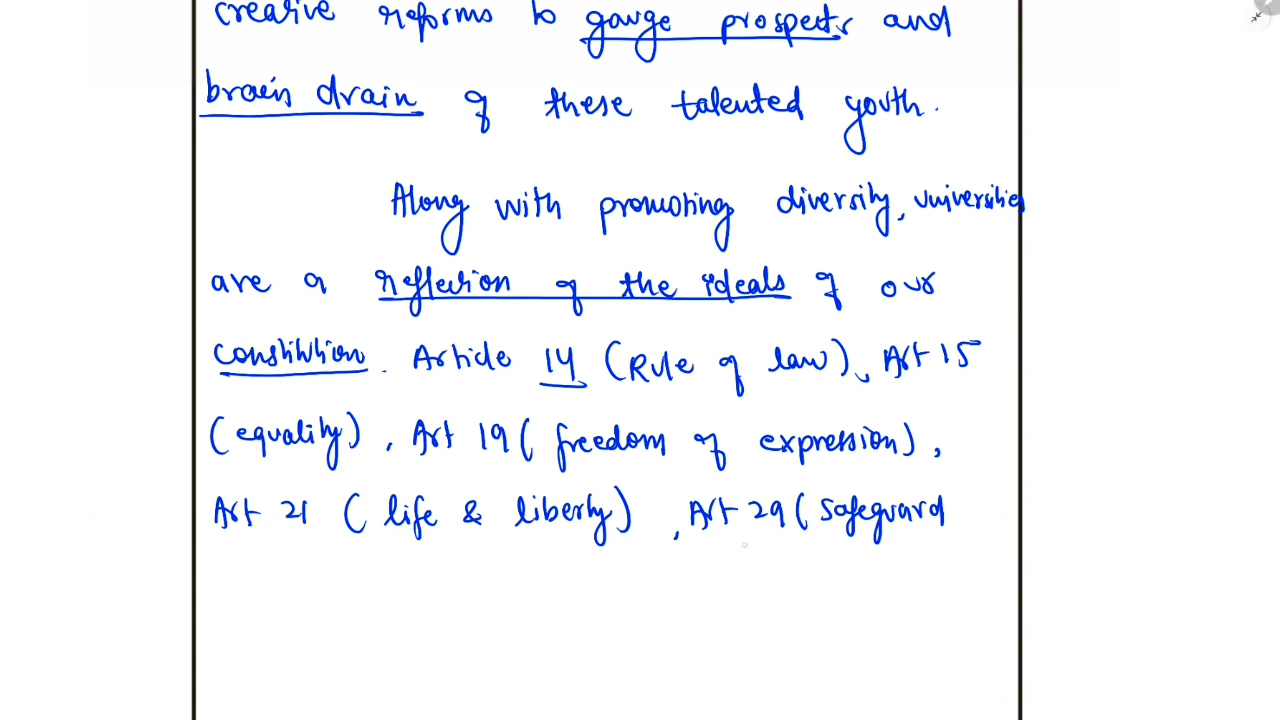 creative reforms to gauge prospects and
brain drain of these talented youth.
Along with promoting diversity, universities
are a reflection of the ideals of our
constitution. Article 14 (Rule of law), Art 15
(equality), Art 19 (freedom of expression),
Art 21 (life & liberty), Art 29 (safeguard